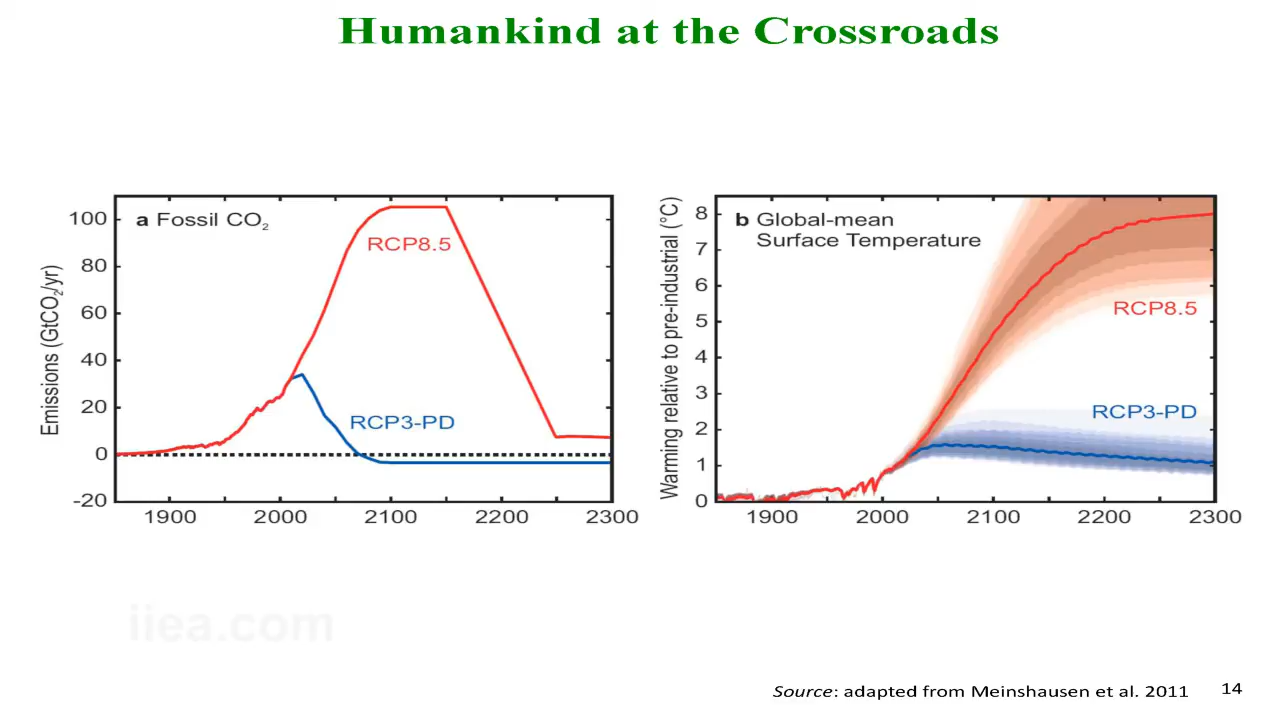 Humankind at the Crossroads
Emissions (GtCO₂/yr)
100
80
60
40
20
0
-20
a Fossil CO₂
RCP8.5
RCP3-PD
1900 2000 2100 2200 2300
Warming relative to pre-industrial (°C)
8
7
6
5
4
3
2
1
0
b Global-mean
Surface Temperature
RCP8.5
RCP3-PD
1900 2000 2100 2200 2300
iiea.com
Source: adapted from Meinshausen et al. 2011
14